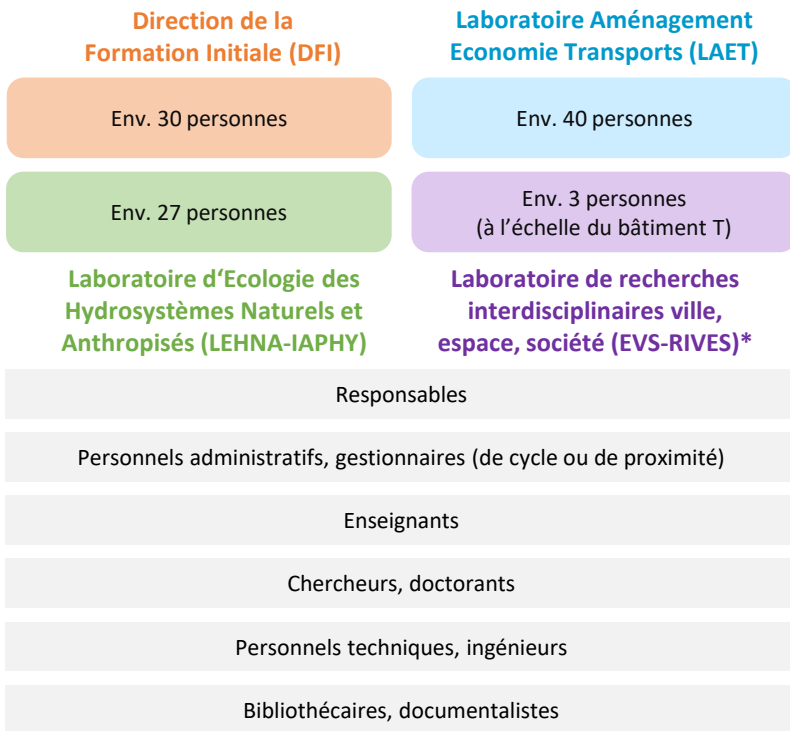 Direction de la
Formation Initiale (DFI)
Laboratoire Aménagement
Economie Transports (LAET)
Env. 30 personnes
Env. 40 personnes
Env. 27 personnes
Env. 3 personnes
(à l’échelle du bâtiment T)
Laboratoire d‘Ecologie des
Hydrosystèmes Naturels et
Anthropisés (LEHNA-IAPHY)
Laboratoire de recherches
interdisciplinaires ville,
espace, société (EVS-RIVES)*
Responsables
Personnels administratifs, gestionnaires (de cycle ou de proximité)
Enseignants
Chercheurs, doctorants
Personnels techniques, ingénieurs
Bibliothécaires, documentalistes